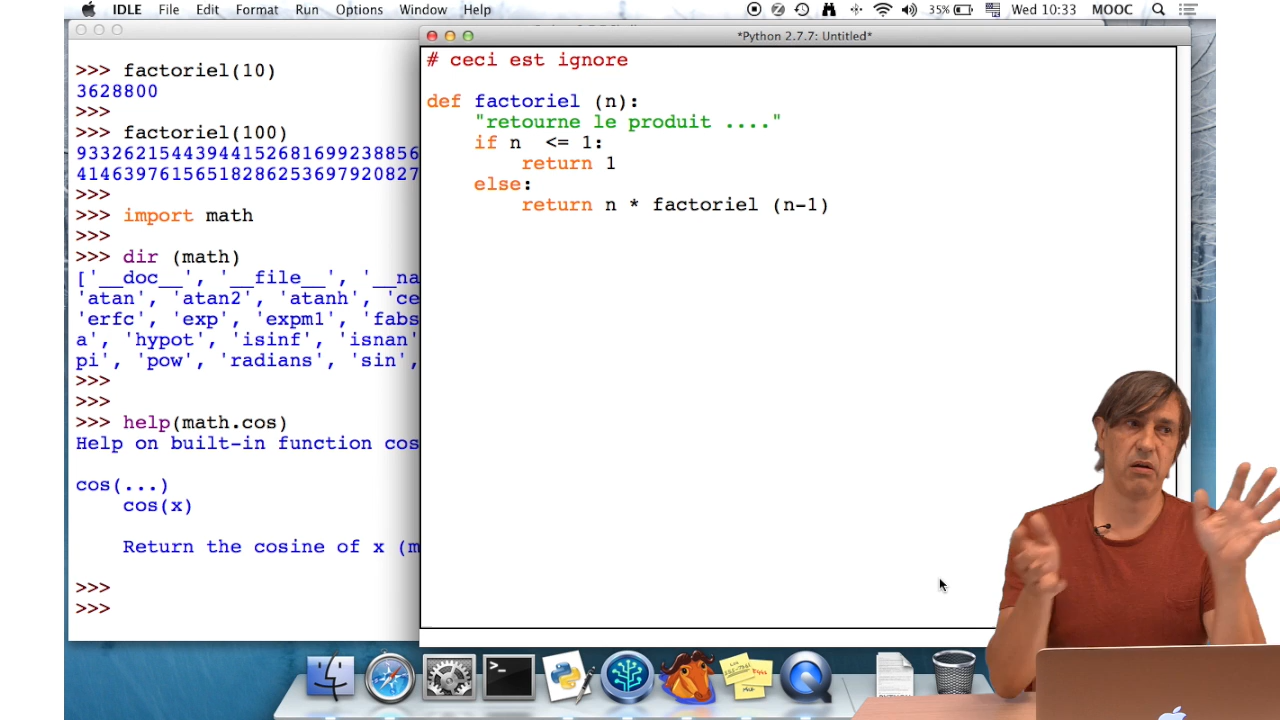 IDLE File Edit Format Run Options Window Help 35% Wed 10:33 MOOC
*Python 2.7.7: Untitled*
>>> factoriel(10)
3628800
>>>
>>> factoriel(100)
93326215443944152681699238856
41463976156518286253697920827
>>>
>>> import math
>>>
>>> dir (math)
['__doc__', '__file__', '__na
'atan', 'atan2', 'atanh', 'ce
'erfc', 'exp', 'expm1', 'fabs
a', 'hypot', 'isinf', 'isnan'
pi', 'pow', 'radians', 'sin',
>>>
>>>
>>> help(math.cos)
Help on built-in function cos
cos(...)
cos(x)
Return the cosine of x (m
>>>
>>>
# ceci est ignore
def factoriel (n):
"retourne le produit ...."
if n <= 1:
return 1
else:
return n * factoriel (n-1)